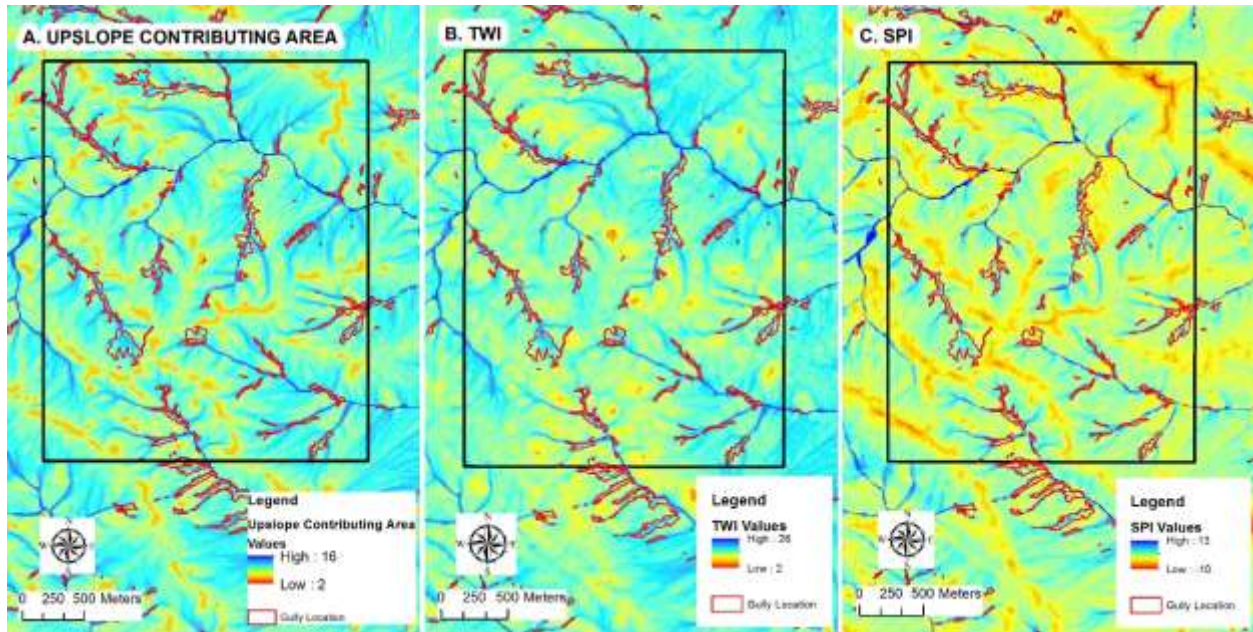 A. UPSLOPE CONTRIBUTING AREA
N
W
E
S
0 250 500 Meters
Legend
Upslope Contributing Area
Values
High : 16
Low : 2
Gully Location
B. TWI
N
W
E
S
0 250 500 Meters
Legend
TWI Values
High : 26
Low : 2
Gully Location
C. SPI
N
W
E
S
0 250 500 Meters
Legend
SPI Values
High : 13
Low : -10
Gully Location